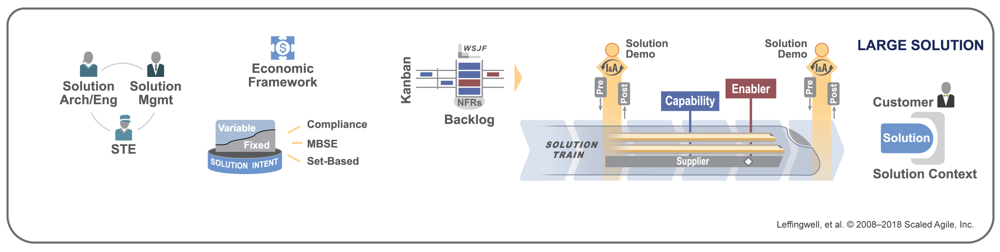 LARGE SOLUTION
Solution
Arch/Eng
Solution
Mgmt
STE
Economic
Framework
Variable
Fixed
SOLUTION INTENT
Compliance
MBSE
Set-Based
Kanban
WSJF
NFRs
Backlog
Solution
Demo
I&A
Pre
Post
Capability
Enabler
Solution
Demo
I&A
Pre
Post
SOLUTION
TRAIN
Supplier
Customer
Solution
Solution Context
Leffingwell, et al. © 2008–2018 Scaled Agile, Inc.